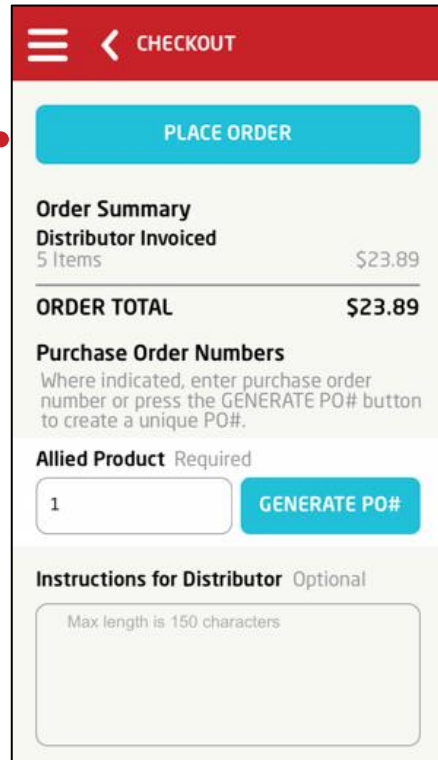 CHECKOUT
PLACE ORDER
Order Summary
Distributor Invoiced
5 Items $23.89
ORDER TOTAL $23.89
Purchase Order Numbers
Where indicated, enter purchase order
number or press the GENERATE PO# button
to create a unique PO#.
Allied Product Required
1 GENERATE PO#
Instructions for Distributor Optional
Max length is 150 characters